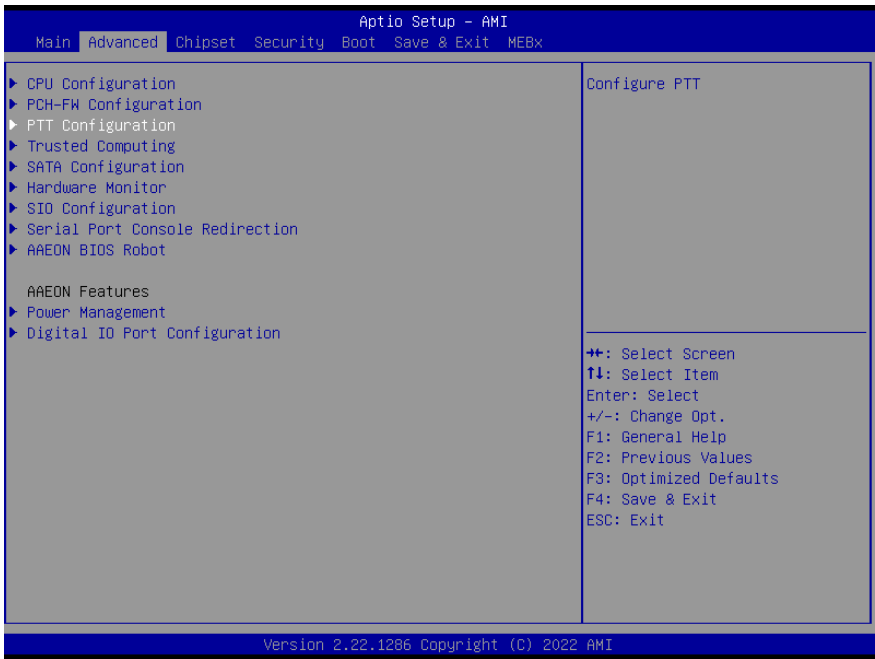 Aptio Setup – AMI
Main Advanced Chipset Security Boot Save & Exit MEBx
▶ CPU Configuration
▶ PCH-FW Configuration
▶ PTT Configuration
▶ Trusted Computing
▶ SATA Configuration
▶ Hardware Monitor
▶ SIO Configuration
▶ Serial Port Console Redirection
▶ AAEON BIOS Robot
AAEON Features
▶ Power Management
▶ Digital IO Port Configuration
Configure PTT
→←: Select Screen
↑↓: Select Item
Enter: Select
+/-: Change Opt.
F1: General Help
F2: Previous Values
F3: Optimized Defaults
F4: Save & Exit
ESC: Exit
Version 2.22.1286 Copyright (C) 2022 AMI